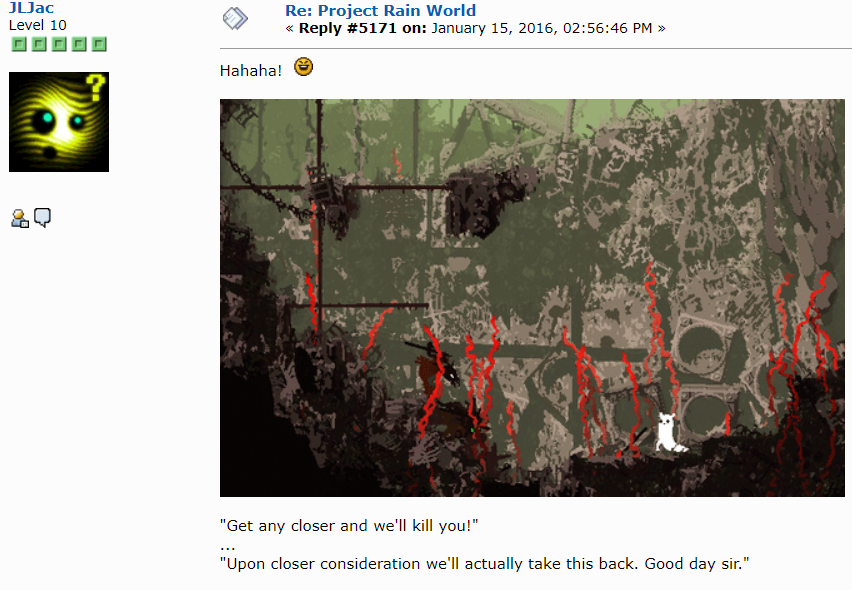 JLJac
Level 10
Re: Project Rain World
« Reply #5171 on: January 15, 2016, 02:56:46 PM »
Hahaha!
?
"Get any closer and we'll kill you!"
...
"Upon closer consideration we'll actually take this back. Good day sir."